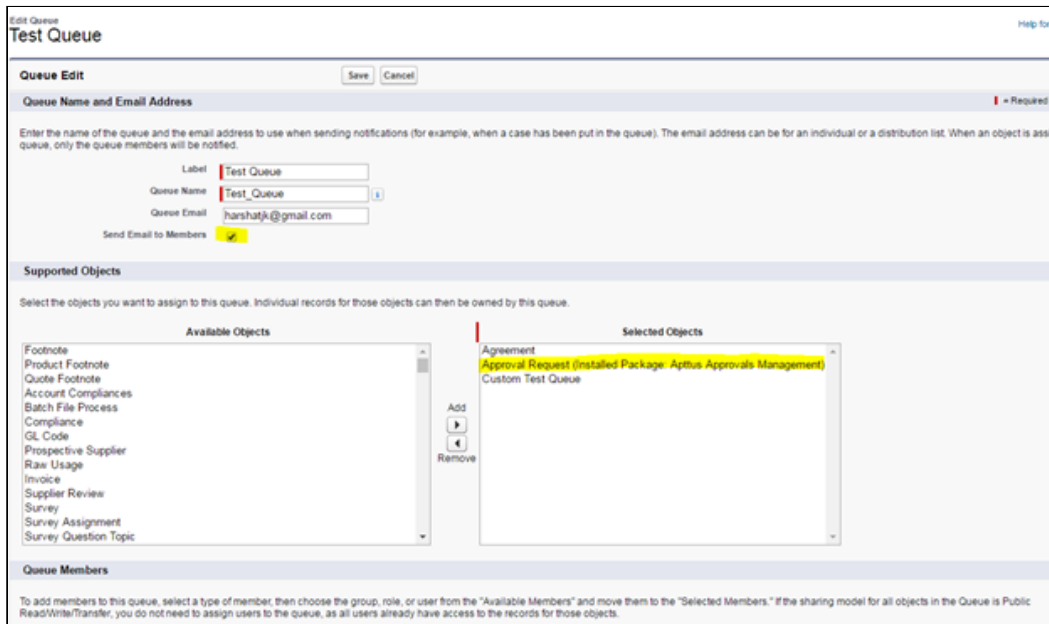 Edit Queue
Test Queue
Help for
Queue Edit
Save Cancel
Queue Name and Email Address
= Required
Enter the name of the queue and the email address to use when sending notifications (for example, when a case has been put in the queue). The email address can be for an individual or a distribution list. When an object is ass
queue, only the queue members will be notified.
Label Test Queue
Queue Name Test_Queue i
Queue Email harshatjk@gmail.com
Send Email to Members
Supported Objects
Select the objects you want to assign to this queue. Individual records for those objects can then be owned by this queue.
Available Objects
Footnote
Product Footnote
Quote Footnote
Account Compliances
Batch File Process
Compliance
GL Code
Prospective Supplier
Raw Usage
Invoice
Supplier Review
Survey
Survey Assignment
Survey Question Topic
Add
Remove
Selected Objects
Agreement
Approval Request (Installed Package: Apttus Approvals Management)
Custom Test Queue
Queue Members
To add members to this queue, select a type of member, then choose the group, role, or user from the "Available Members" and move them to the "Selected Members." If the sharing model for all objects in the Queue is Public
Read/Write/Transfer, you do not need to assign users to the queue, as all users already have access to the records for those objects.